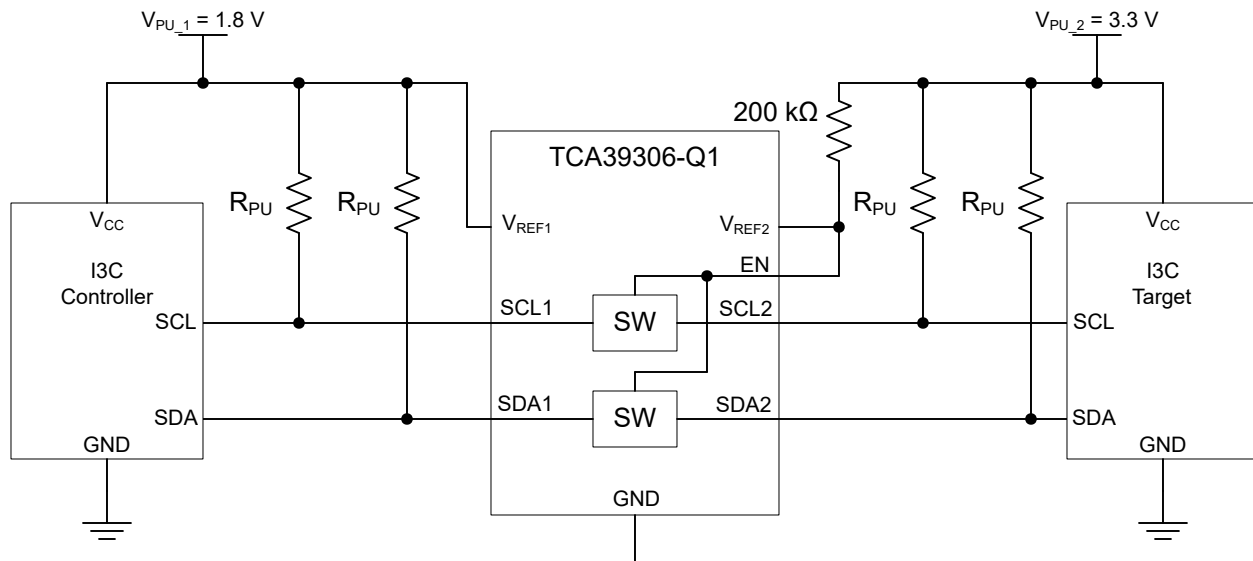 V_PU_1 = 1.8 V
V_PU_2 = 3.3 V
200 kΩ
TCA39306-Q1
R_PU
R_PU
R_PU
R_PU
V_CC
V_REF1
V_REF2
V_CC
I3C
Controller
EN
I3C
Target
SCL
SCL1
SW
SCL2
SCL
SDA
SDA1
SW
SDA2
SDA
GND
GND
GND